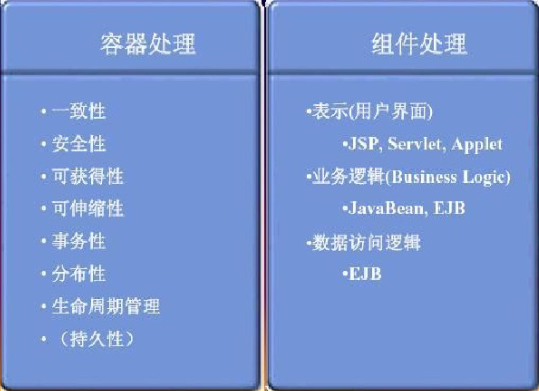 容器处理
• 一致性
• 安全性
• 可获得性
• 可伸缩性
• 事务性
• 分布性
• 生命周期管理
• （持久性）
组件处理
•表示(用户界面)
•JSP, Servlet, Applet
•业务逻辑(Business Logic)
•JavaBean, EJB
•数据访问逻辑
•EJB